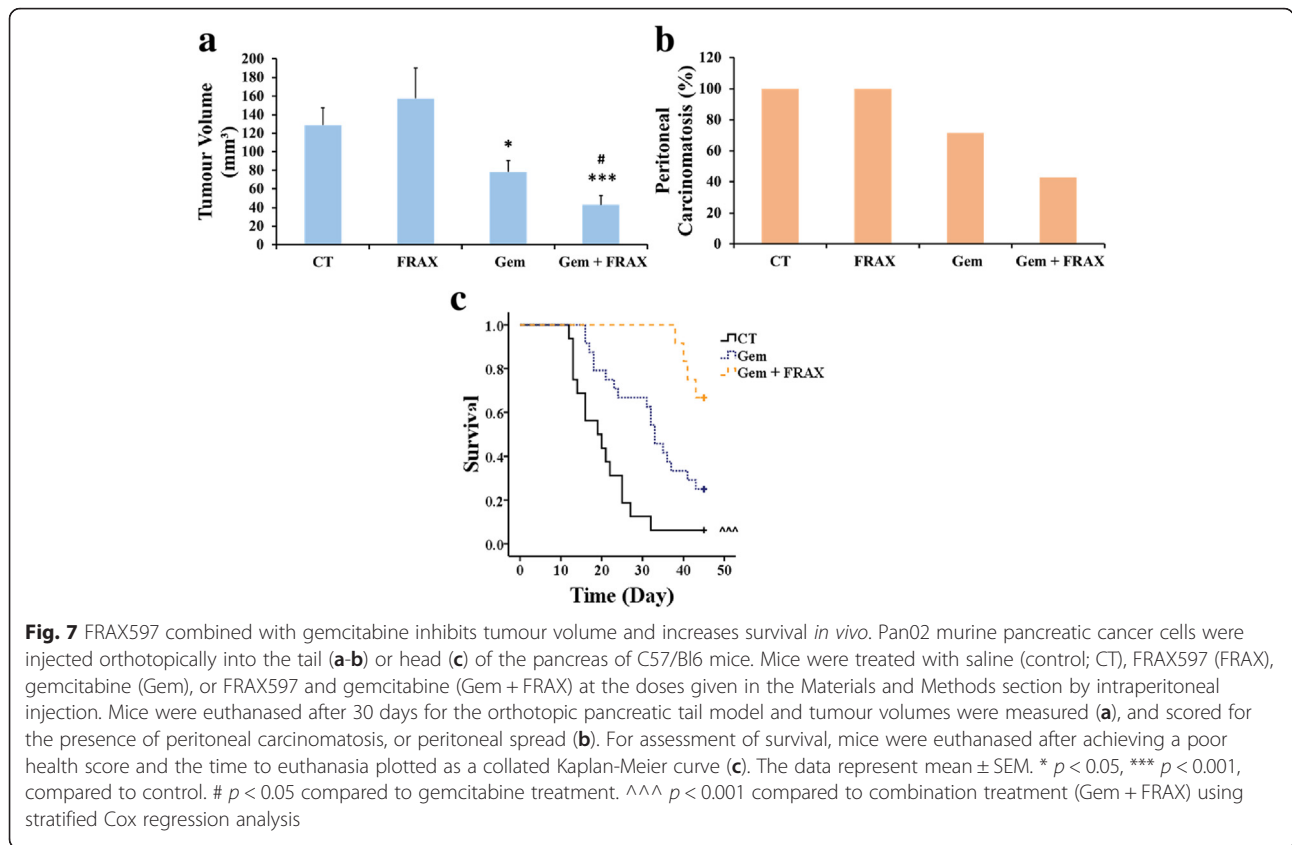 a
Tumour Volume
(mm³)
200
180
160
140
120
100
80
60
40
20
0
*
#
***
CT FRAX Gem Gem + FRAX
b
Peritoneal
Carcinomatosis (%)
120
100
80
60
40
20
0
CT FRAX Gem Gem + FRAX
c
Survival
1.0
0.8
0.6
0.4
0.2
0.0
CT
Gem
Gem + FRAX
^^^
0 10 20 30 40 50
Time (Day)
Fig. 7 FRAX597 combined with gemcitabine inhibits tumour volume and increases survival in vivo. Pan02 murine pancreatic cancer cells were
injected orthotopically into the tail (a-b) or head (c) of the pancreas of C57/Bl6 mice. Mice were treated with saline (control; CT), FRAX597 (FRAX),
gemcitabine (Gem), or FRAX597 and gemcitabine (Gem + FRAX) at the doses given in the Materials and Methods section by intraperitoneal
injection. Mice were euthanased after 30 days for the orthotopic pancreatic tail model and tumour volumes were measured (a), and scored for
the presence of peritoneal carcinomatosis, or peritoneal spread (b). For assessment of survival, mice were euthanased after achieving a poor
health score and the time to euthanasia plotted as a collated Kaplan-Meier curve (c). The data represent mean ± SEM. * p < 0.05, *** p < 0.001,
compared to control. # p < 0.05 compared to gemcitabine treatment. ^^^ p < 0.001 compared to combination treatment (Gem + FRAX) using
stratified Cox regression analysis